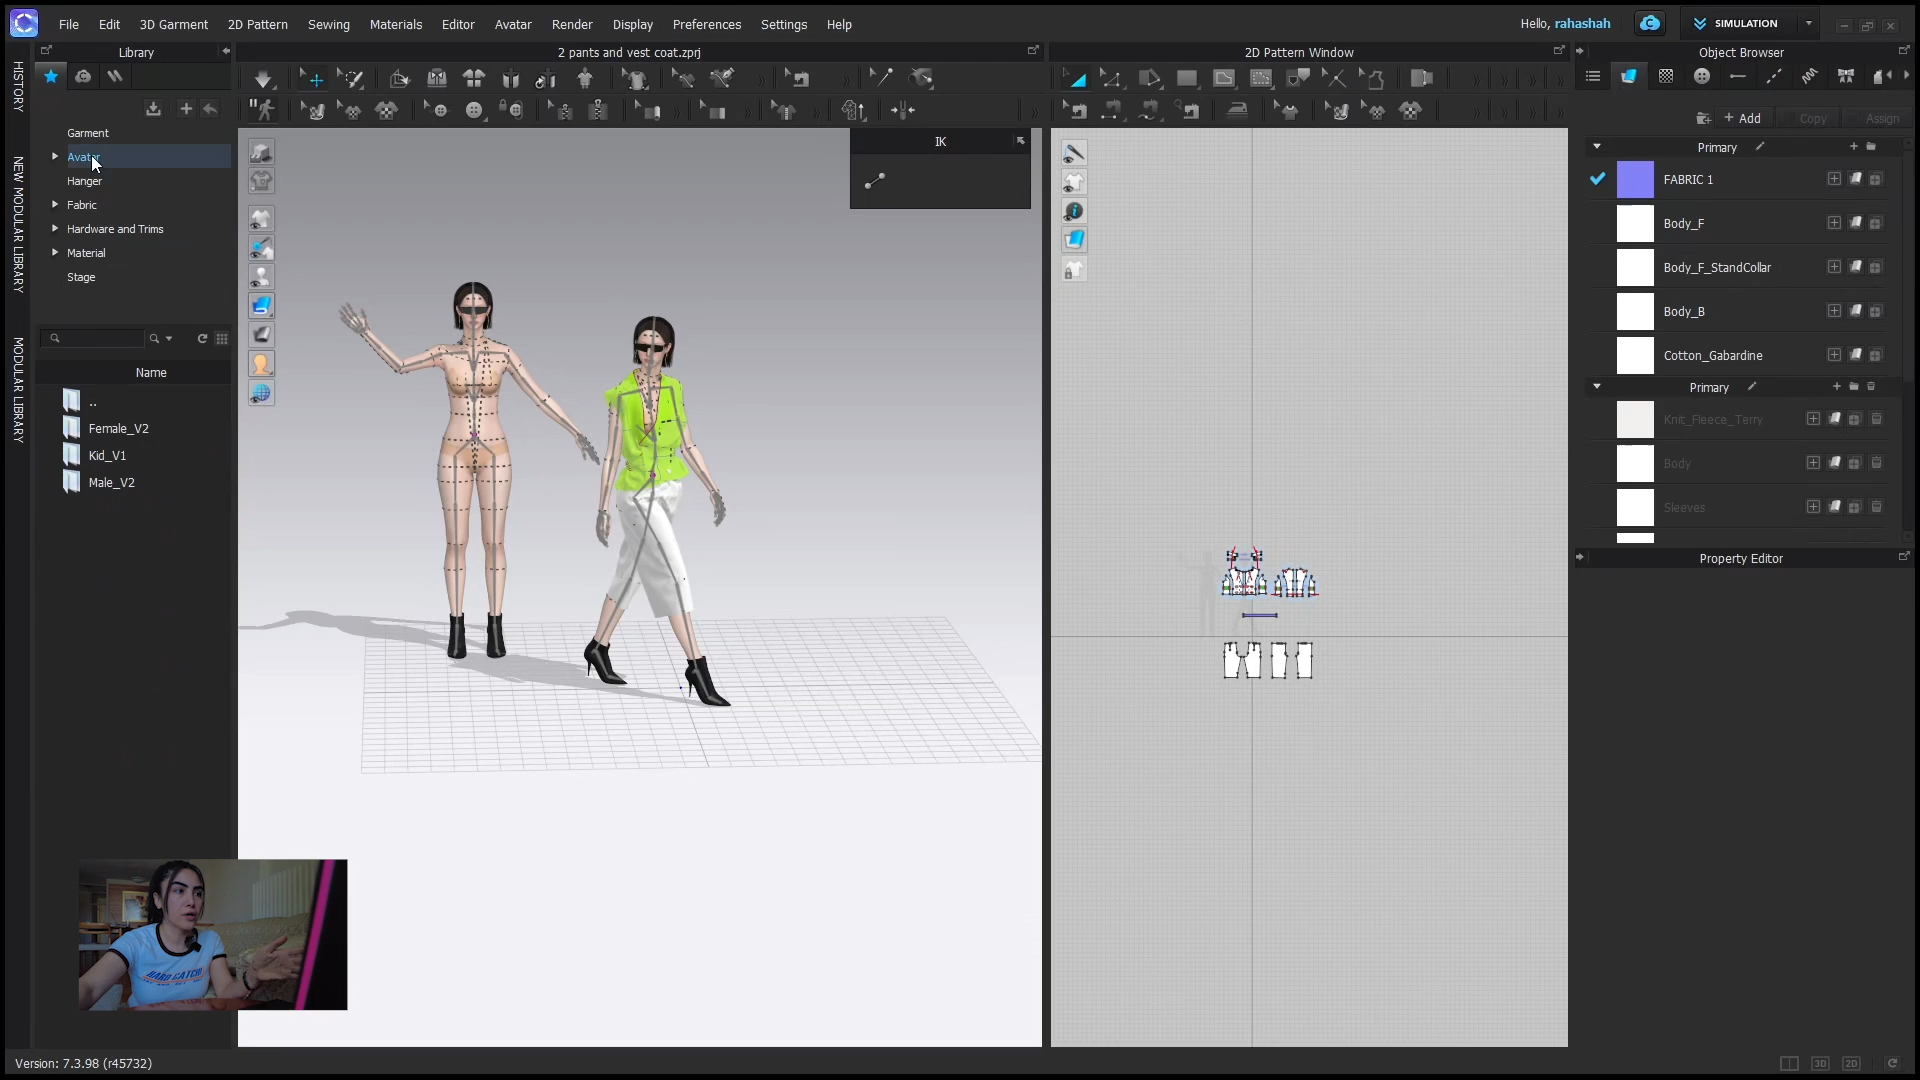 File Edit 3D Garment 2D Pattern Sewing Materials Editor Avatar Render Display Preferences Settings Help
Hello, rahashah
SIMULATION
Library
2 pants and vest coat.zprj
2D Pattern Window
Object Browser
HISTORY
NEW MODULAR LIBRARY
MODULAR LIBRARY
Garment
Avatar
Hanger
Fabric
Hardware and Trims
Material
Stage
Name
..
Female_V2
Kid_V1
Male_V2
IK
+ Add Copy Assign
Primary
FABRIC 1
Body_F
Body_F_StandCollar
Body_B
Cotton_Gabardine
Primary
Knit_Fleece_Terry
Body
Sleeves
Property Editor
Version: 7.3.98 (r45732)
3D 2D